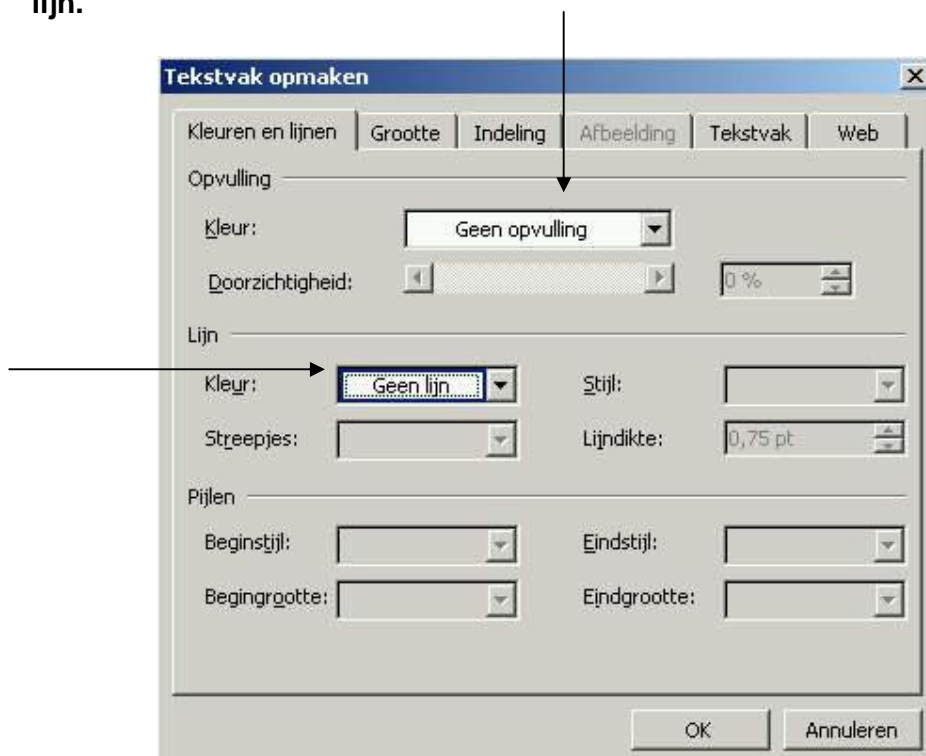 lijn.
Tekstvak opmaken
Kleuren en lijnen Grootte Indeling Afbeelding Tekstvak Web
Opvulling
Kleur: Geen opvulling
Doorzichtigheid: 0 %
Lijn
Kleur: Geen lijn Stijl:
Streepjes: Lijndikte: 0,75 pt
Pijlen
Beginstijl: Eindstijl:
Begingrootte: Eindgrootte:
OK Annuleren